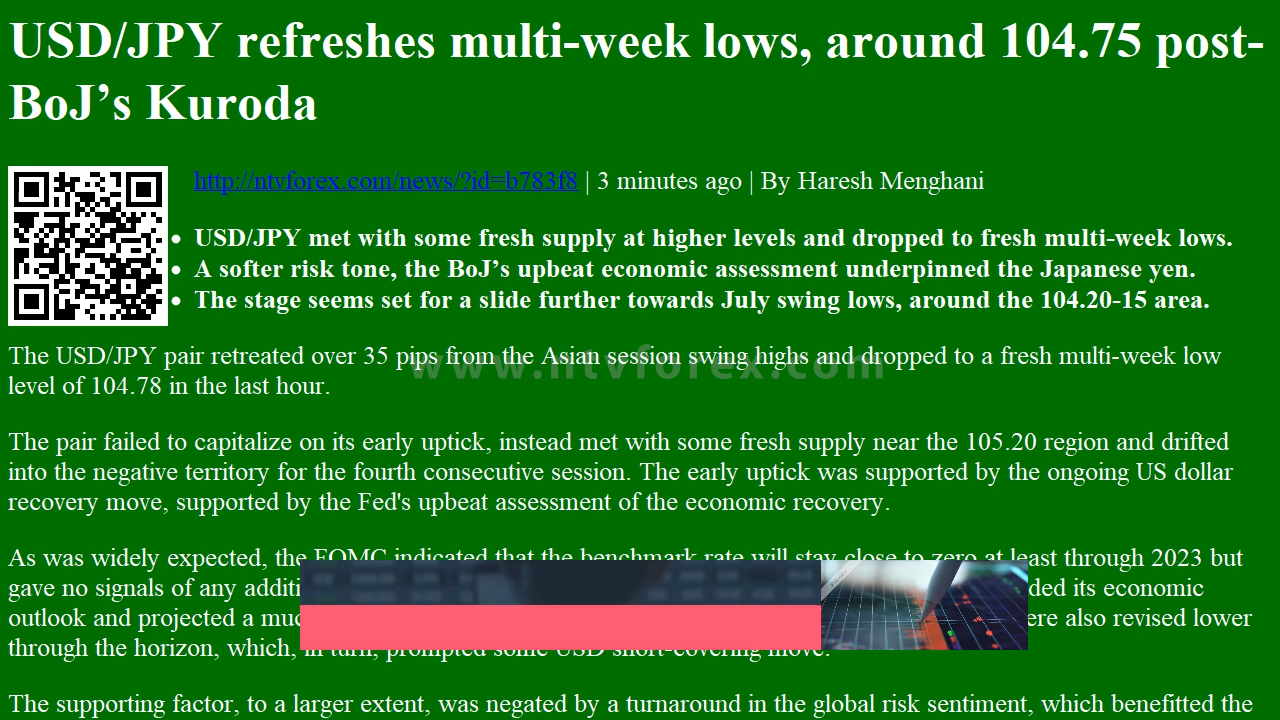 USD/JPY refreshes multi-week lows, around 104.75 post-
BoJ’s Kuroda
http://ntvforex.com/news/?id=b783f8 | 3 minutes ago | By Haresh Menghani
• USD/JPY met with some fresh supply at higher levels and dropped to fresh multi-week lows.
• A softer risk tone, the BoJ’s upbeat economic assessment underpinned the Japanese yen.
• The stage seems set for a slide further towards July swing lows, around the 104.20-15 area.
The USD/JPY pair retreated over 35 pips from the Asian session swing highs and dropped to a fresh multi-week low
www.ntvforex.com
level of 104.78 in the last hour.
The pair failed to capitalize on its early uptick, instead met with some fresh supply near the 105.20 region and drifted
into the negative territory for the fourth consecutive session. The early uptick was supported by the ongoing US dollar
recovery move, supported by the Fed's upbeat assessment of the economic recovery.
As was widely expected, the FOMC indicated that the benchmark rate will stay close to zero at least through 2023 but
gave no signals of any its economic
outlook and projected a also revised lower
through the horizon, which, in turn, prompted some USD short-covering move.
The supporting factor, to a larger extent, was negated by a turnaround in the global risk sentiment, which benefitted the